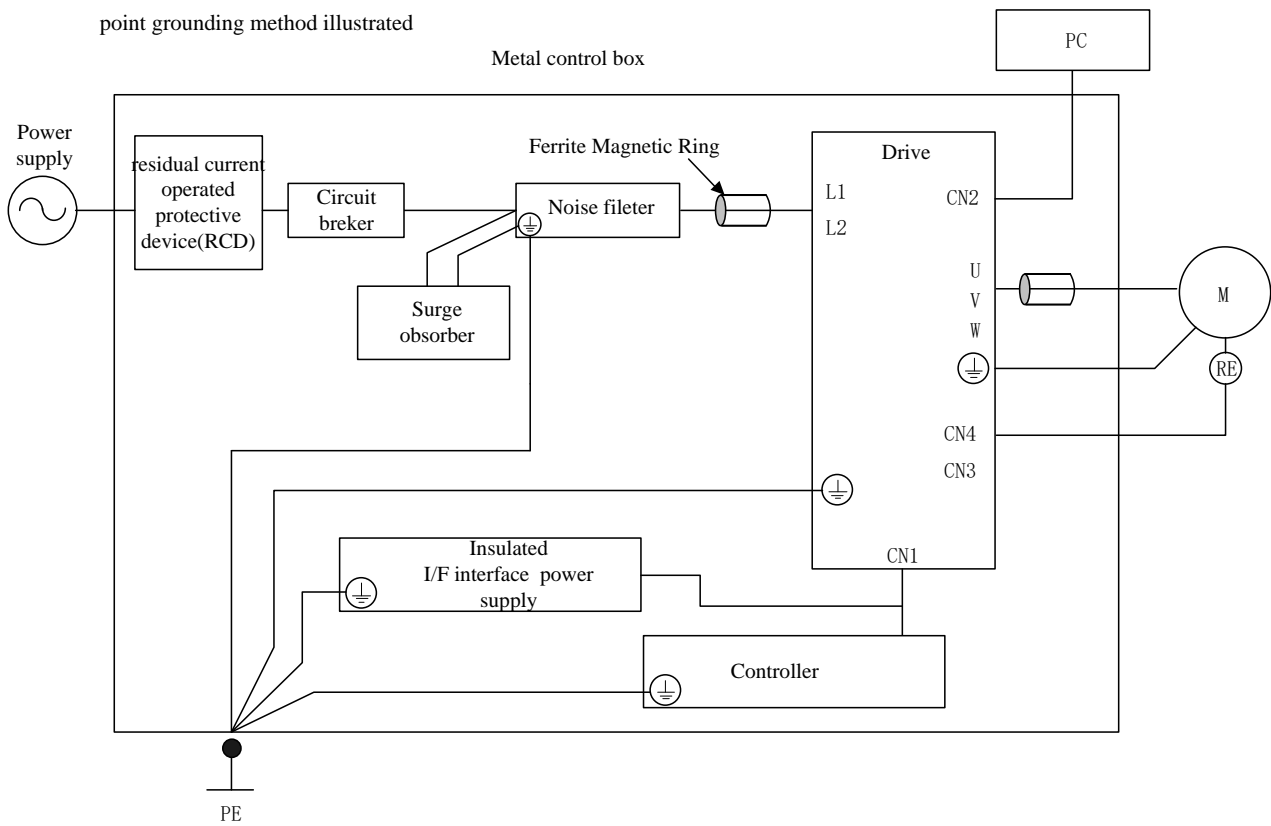 point grounding method illustrated
PC
Metal control box
Power
supply
residual current
operated
protective
device(RCD)
Circuit
breker
Noise fileter
Ferrite Magnetic Ring
Drive
L1
L2
CN2
Surge
obsorber
U
V
W
M
RE
CN4
CN3
CN1
Insulated
I/F interface power
supply
Controller
PE